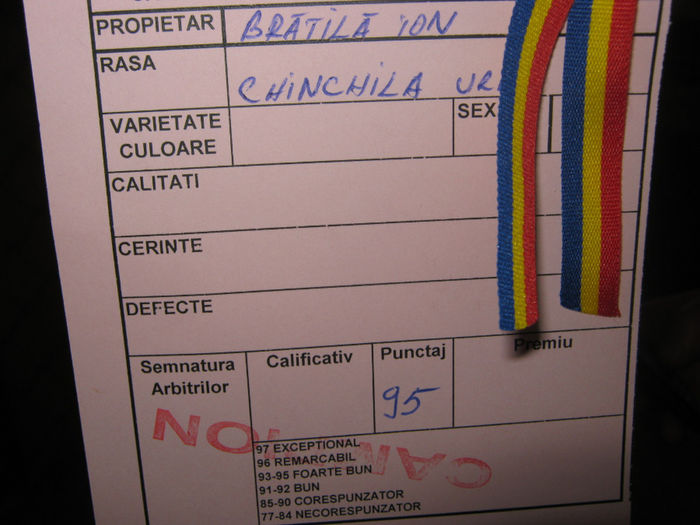 PROPIETAR BRĂTILĂ ION
RASA CHINCHILA
VARIETATE CULOARE SEX
CALITATI
CERINTE
DEFECTE
Semnatura Arbitrilor Calificativ Punctaj Premiu
95
97 EXCEPTIONAL
96 REMARCABIL
93-95 FOARTE BUN
91-92 BUN
85-90 CORESPUNZATOR
77-84 NECORESPUNZATOR